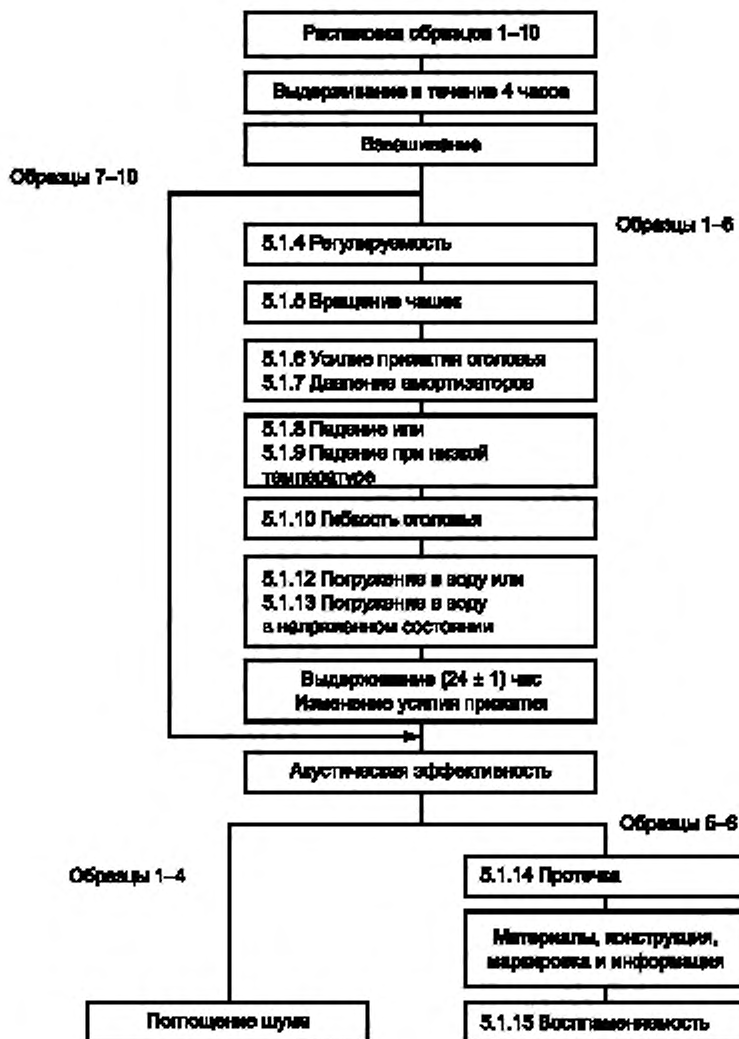 Распаковка образцов 1–10
Выдерживание в течение 4 часов
Взвешивание
Образцы 7–10
Образцы 1–6
5.1.4 Регулируемость
5.1.5 Вращение чашек
5.1.6 Усилие прижатия оголовья
5.1.7 Давление амортизаторов
5.1.8 Падение или
5.1.9 Падение при низкой
температуре
5.1.10 Гибкость оголовья
5.1.12 Погружение в воду или
5.1.13 Погружение в воду
в напряженном состоянии
Выдерживание (24 ± 1) час
Изменение усилия прижатия
Акустическая эффективность
Образцы 5–6
Образцы 1–4
5.1.14 Протечка
Материалы, конструкция,
маркировка и информация
Поглощение шума
5.1.15 Воспламеняемость